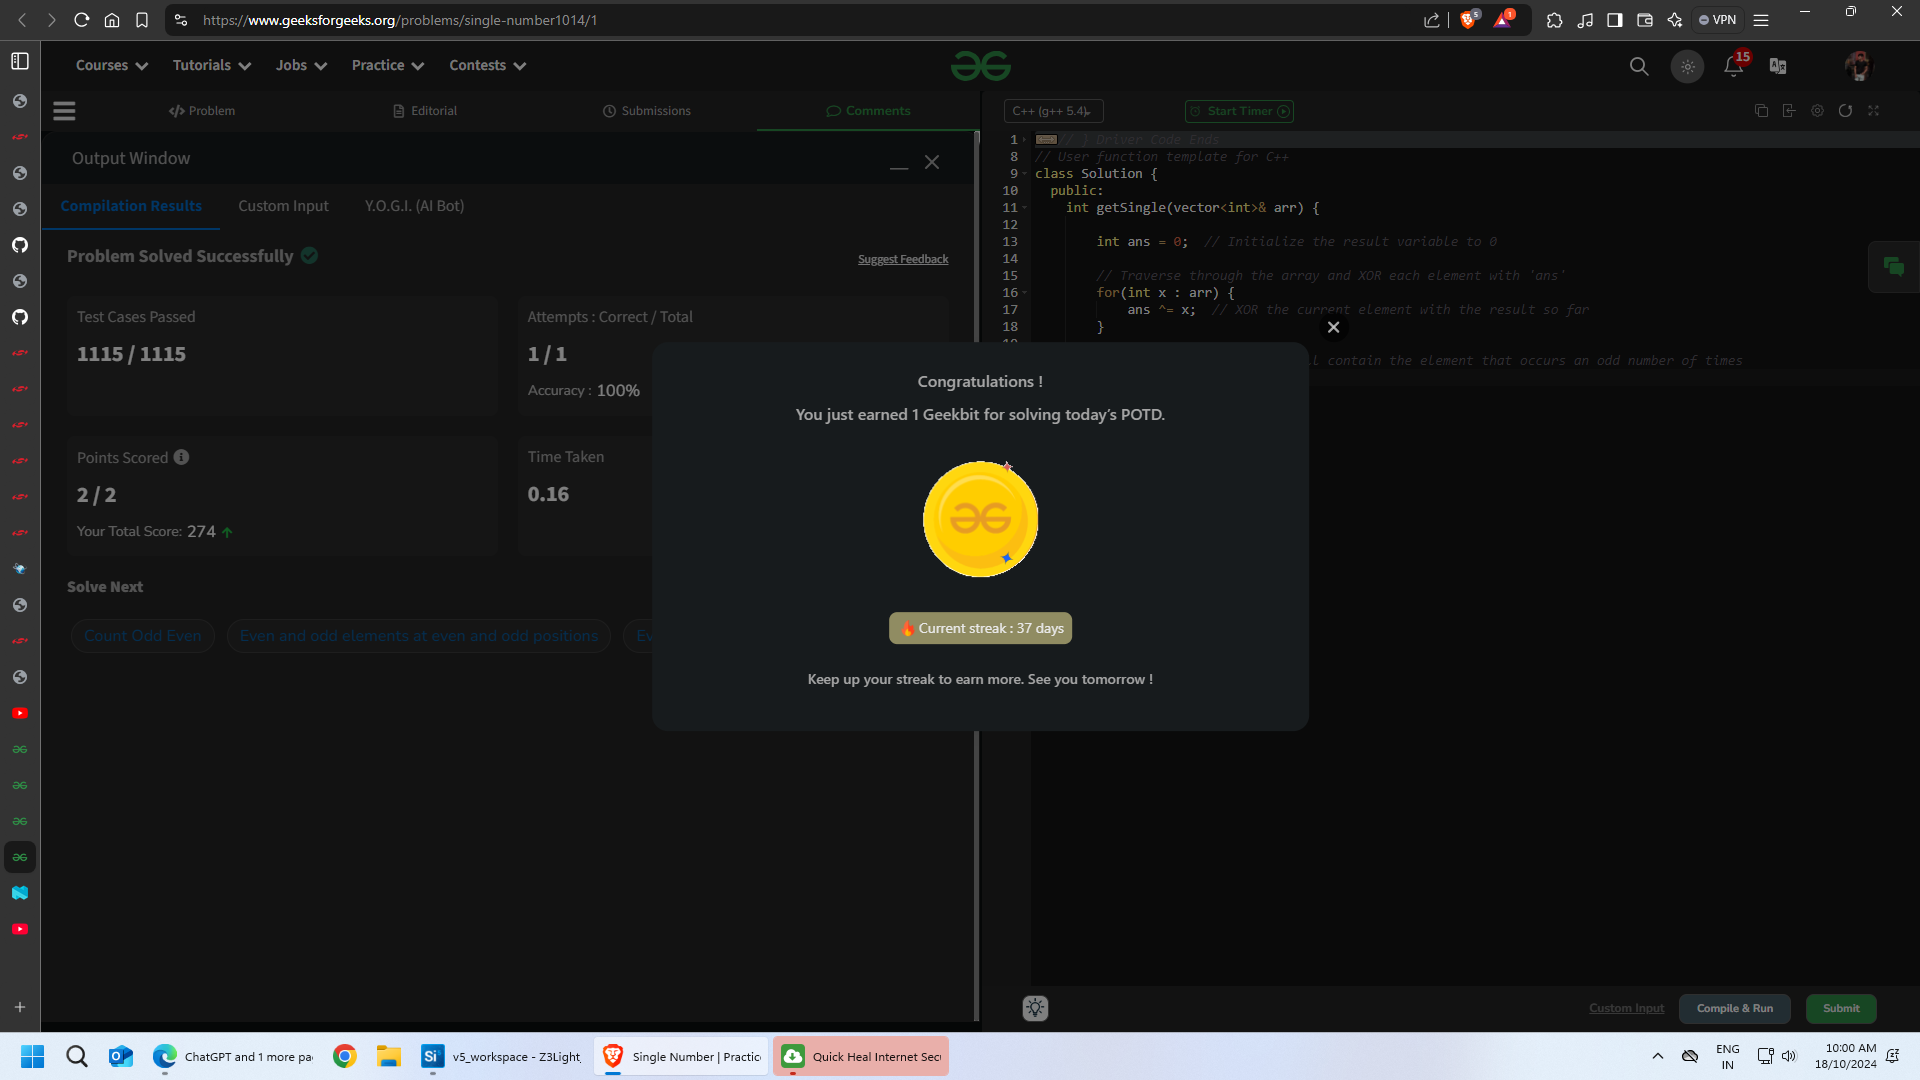 https://www.geeksforgeeks.org/problems/single-number1014/1
5
1
VPN
Courses
Tutorials
Jobs
Practice
Contests
15
Problem
Editorial
Submissions
Comments
C++ (g++ 5.4)
Start Timer
Output Window
Compilation Results
Custom Input
Y.O.G.I. (AI Bot)
Problem Solved Successfully
Suggest Feedback
Test Cases Passed
1115 / 1115
Attempts : Correct / Total
1 / 1
Accuracy : 100%
Points Scored
2 / 2
Your Total Score: 274
Time Taken
0.16
Solve Next
Count Odd Even
Even and odd elements at even and odd positions
Ev
1 // } Driver Code Ends
8 // User function template for C++
9 class Solution {
10 public:
11 int getSingle(vector<int>& arr) {
12
13 int ans = 0;  // Initialize the result variable to 0
14
15 // Traverse through the array and XOR each element with 'ans'
16 for(int x : arr) {
17 ans ^= x;  // XOR the current element with the result so far
18 }
contain the element that occurs an odd number of times
Congratulations !
You just earned 1 Geekbit for solving today's POTD.
Current streak : 37 days
Keep up your streak to earn more. See you tomorrow !
Custom Input
Compile & Run
Submit
ChatGPT and 1 more pa
Si
v5_workspace - Z3Light
Single Number | Practic
Quick Heal Internet Sec
ENG
IN
10:00 AM
18/10/2024